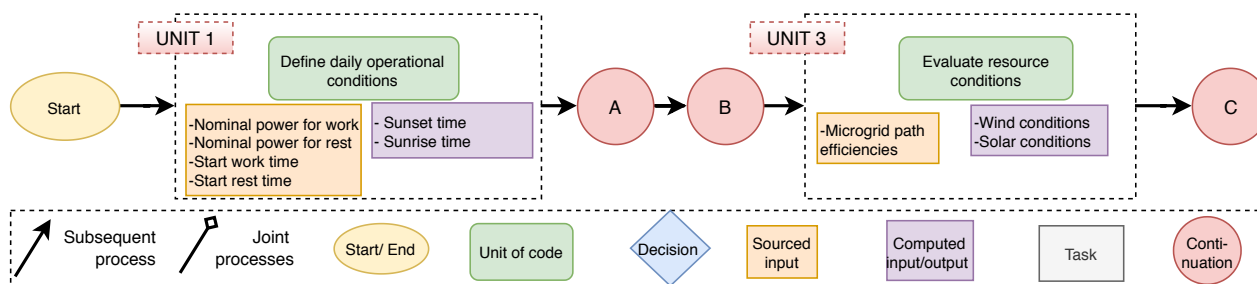 UNIT 1
Define daily operational
conditions
Start
-Nominal power for work
-Nominal power for rest
-Start work time
-Start rest time
- Sunset time
- Sunrise time
A
B
UNIT 3
Evaluate resource
conditions
-Microgrid path
efficiencies
-Wind conditions
-Solar conditions
C
Subsequent
process
Joint
processes
Start/ End
Unit of code
Decision
Sourced
input
Computed
input/output
Task
Conti-
nuation